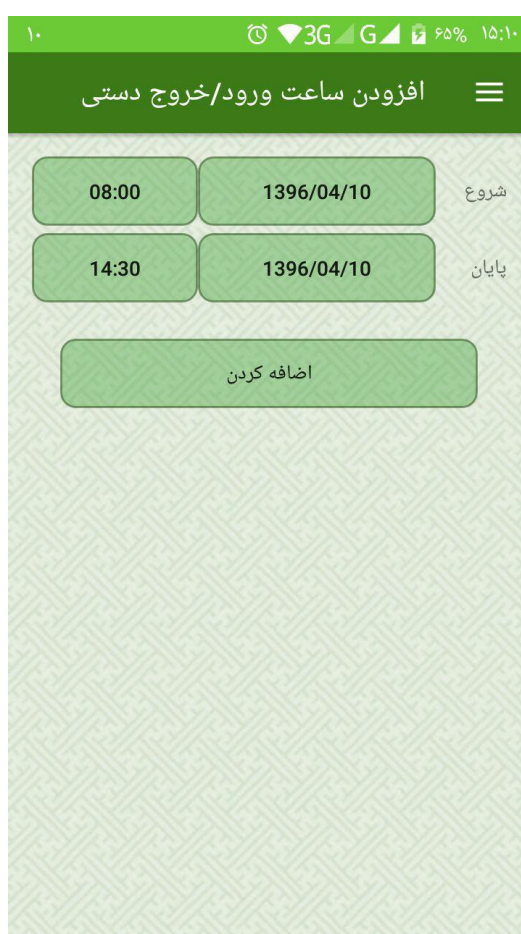 ۱۰ 3G G ۶۵% ۱۵:۱۰
افزودن ساعت ورود/خروج دستی
شروع 1396/04/10 08:00
پایان 1396/04/10 14:30
اضافه کردن